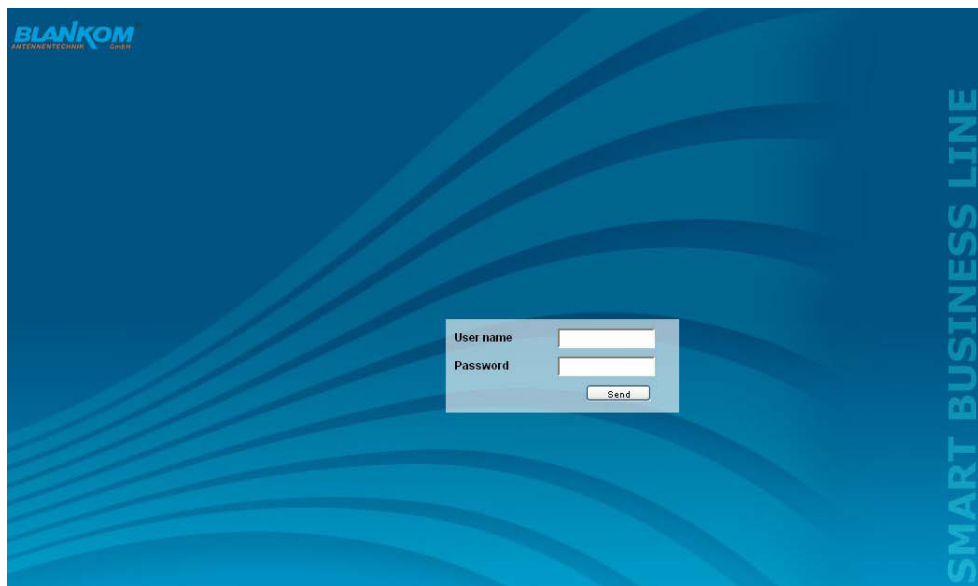 BLANKOM
ANTENNENTECHNIK GmbH
User name
Password
Send
SMART BUSINESS LINE